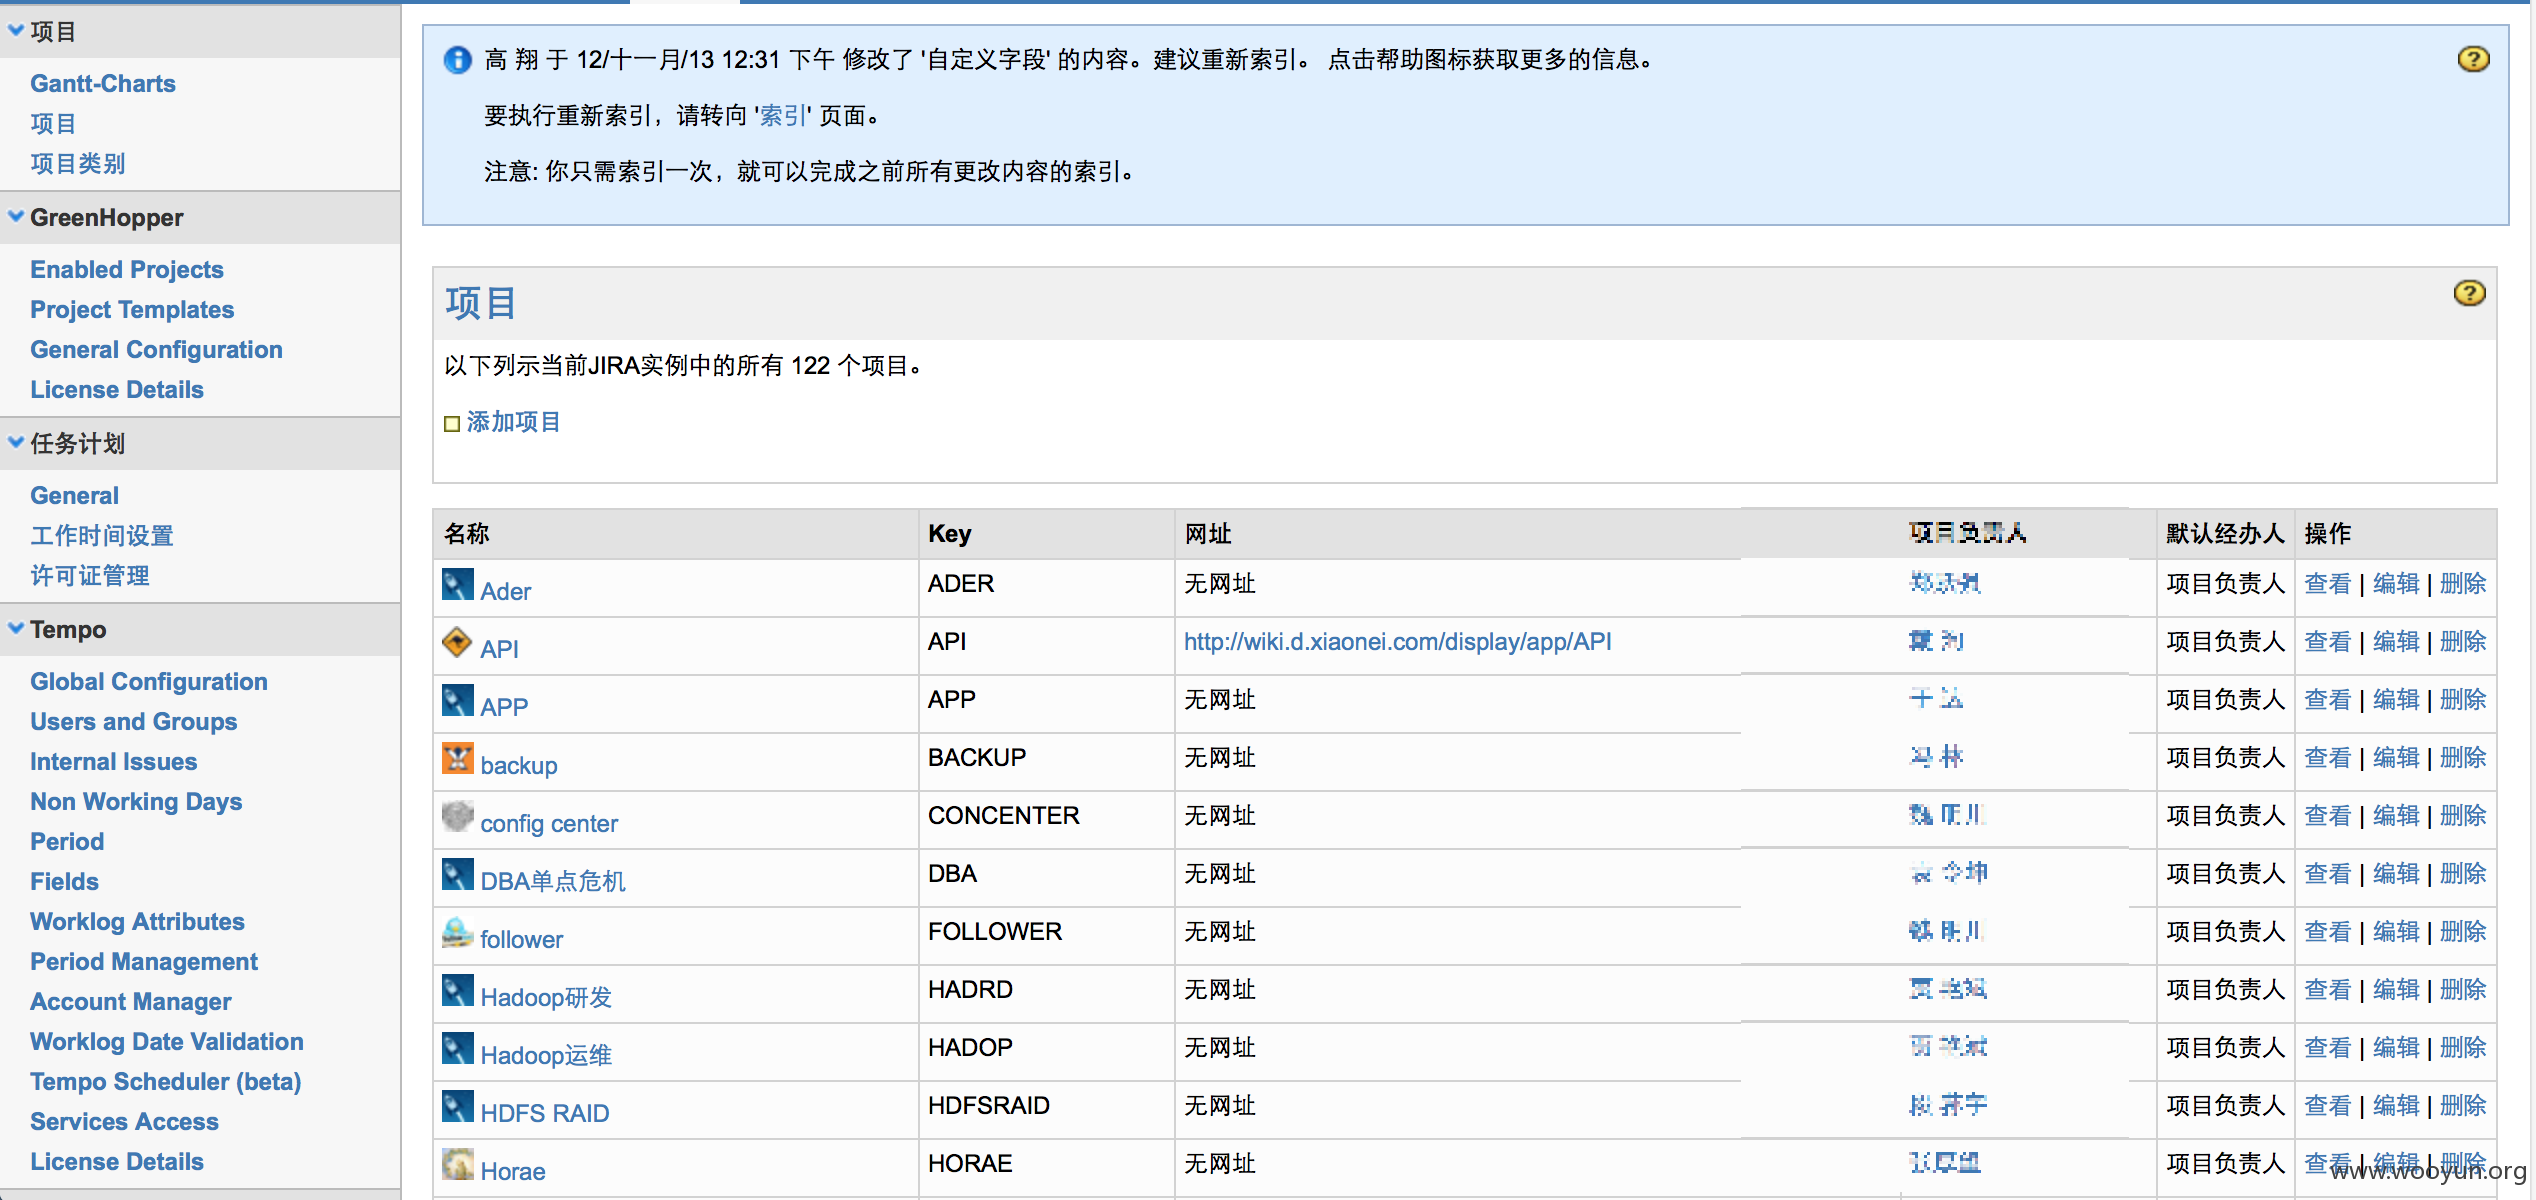 项目
Gantt-Charts
项目
项目类别
GreenHopper
Enabled Projects
Project Templates
General Configuration
License Details
任务计划
General
工作时间设置
许可证管理
Tempo
Global Configuration
Users and Groups
Internal Issues
Non Working Days
Period
Fields
Worklog Attributes
Period Management
Account Manager
Worklog Date Validation
Tempo Scheduler (beta)
Services Access
License Details
高 翔 于 12/十一月/13 12:31 下午 修改了 '自定义字段' 的内容。建议重新索引。 点击帮助图标获取更多的信息。
要执行重新索引，请转向 '索引' 页面。
注意: 你只需索引一次，就可以完成之前所有更改内容的索引。
项目
以下列示当前JIRA实例中的所有 122 个项目。
添加项目
名称 Key 网址 项目负责人 默认经办人 操作
Ader ADER 无网址 项目负责人 查看 | 编辑 | 删除
API API http://wiki.d.xiaonei.com/display/app/API 项目负责人 查看 | 编辑 | 删除
APP APP 无网址 项目负责人 查看 | 编辑 | 删除
backup BACKUP 无网址 项目负责人 查看 | 编辑 | 删除
config center CONCENTER 无网址 项目负责人 查看 | 编辑 | 删除
DBA单点危机 DBA 无网址 项目负责人 查看 | 编辑 | 删除
follower FOLLOWER 无网址 项目负责人 查看 | 编辑 | 删除
Hadoop研发 HADRD 无网址 项目负责人 查看 | 编辑 | 删除
Hadoop运维 HADOP 无网址 项目负责人 查看 | 编辑 | 删除
HDFS RAID HDFSRAID 无网址 项目负责人 查看 | 编辑 | 删除
Horae HORAE 无网址 项目负责人 查看 | 编辑 | 删除
www.wooyun.org